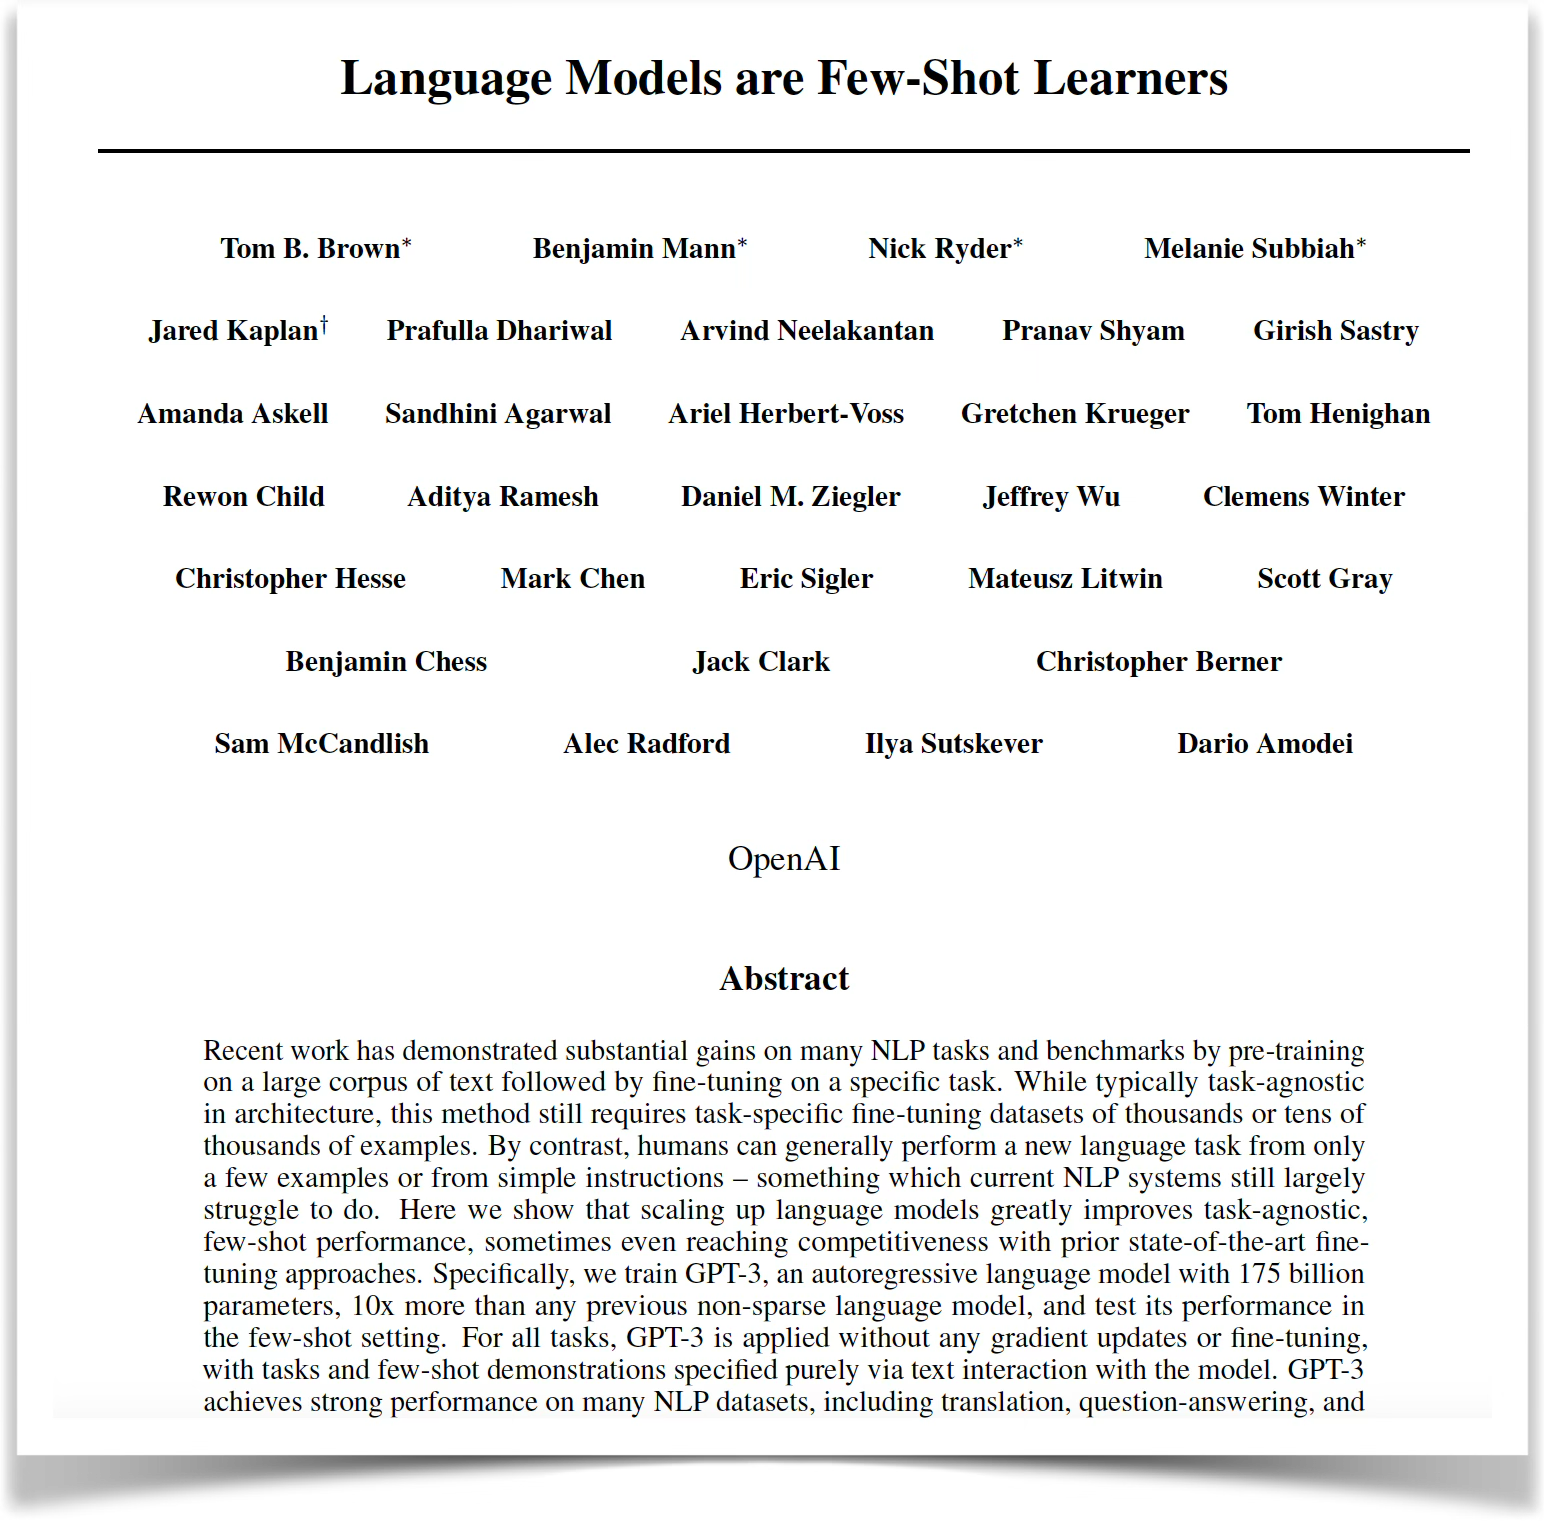 Language Models are Few-Shot Learners
Tom B. Brown* Benjamin Mann* Nick Ryder* Melanie Subbiah*
Jared Kaplan† Prafulla Dhariwal Arvind Neelakantan Pranav Shyam Girish Sastry
Amanda Askell Sandhini Agarwal Ariel Herbert-Voss Gretchen Krueger Tom Henighan
Rewon Child Aditya Ramesh Daniel M. Ziegler Jeffrey Wu Clemens Winter
Christopher Hesse Mark Chen Eric Sigler Mateusz Litwin Scott Gray
Benjamin Chess Jack Clark Christopher Berner
Sam McCandlish Alec Radford Ilya Sutskever Dario Amodei
OpenAI
Abstract
Recent work has demonstrated substantial gains on many NLP tasks and benchmarks by pre-training
on a large corpus of text followed by fine-tuning on a specific task. While typically task-agnostic
in architecture, this method still requires task-specific fine-tuning datasets of thousands or tens of
thousands of examples. By contrast, humans can generally perform a new language task from only
a few examples or from simple instructions – something which current NLP systems still largely
struggle to do. Here we show that scaling up language models greatly improves task-agnostic,
few-shot performance, sometimes even reaching competitiveness with prior state-of-the-art fine-
tuning approaches. Specifically, we train GPT-3, an autoregressive language model with 175 billion
parameters, 10x more than any previous non-sparse language model, and test its performance in
the few-shot setting. For all tasks, GPT-3 is applied without any gradient updates or fine-tuning,
with tasks and few-shot demonstrations specified purely via text interaction with the model. GPT-3
achieves strong performance on many NLP datasets, including translation, question-answering, and